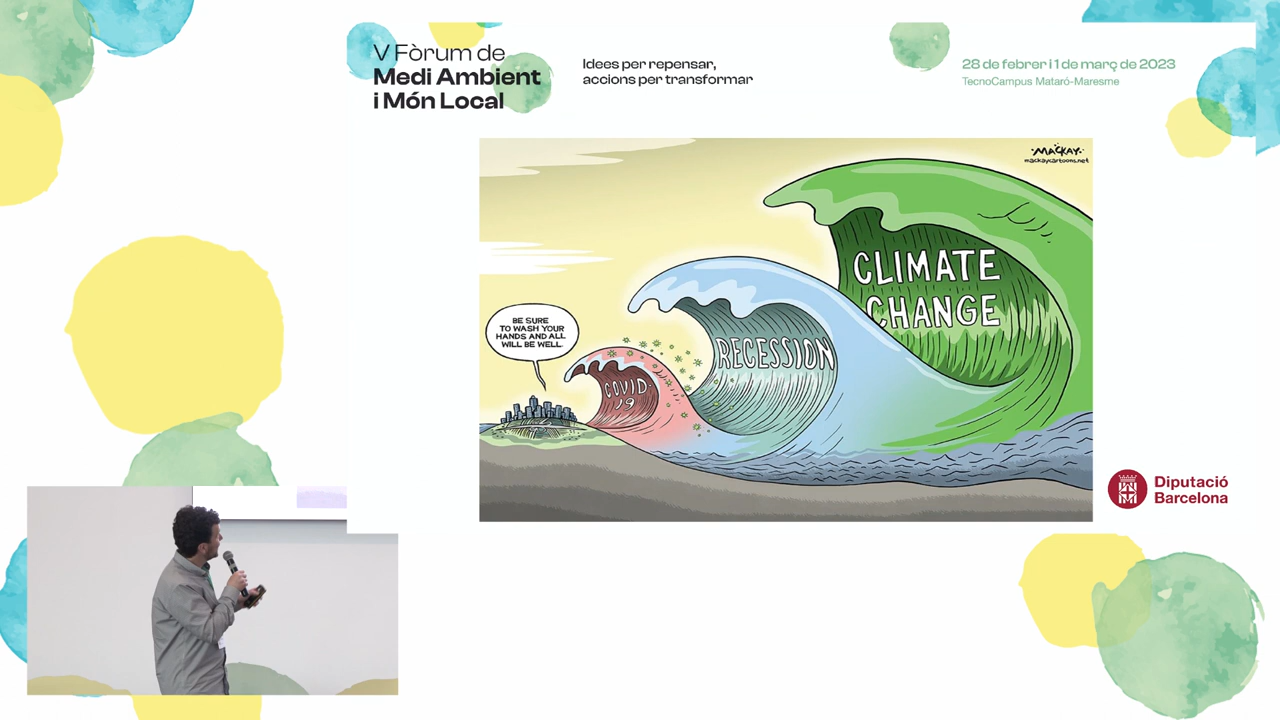 V Fòrum de
Medi Ambient
i Món Local
Idees per repensar,
accions per transformar
28 de febrer i 1 de març de 2023
TecnoCampus Mataró-Maresme
MACKAY
mackaycartoons.net
CLIMATE
CHANGE
RECESSION
COVID-
19
BE SURE
TO WASH YOUR
HANDS AND ALL
WILL BE WELL.
Diputació
Barcelona